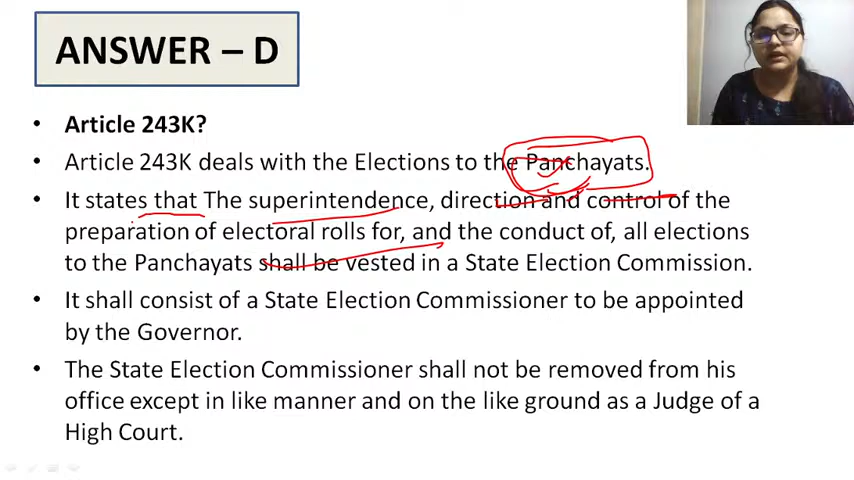 ANSWER – D
• Article 243K?
• Article 243K deals with the Elections to the Panchayats.
• It states that The superintendence, direction and control of the
preparation of electoral rolls for, and the conduct of, all elections
to the Panchayats shall be vested in a State Election Commission.
• It shall consist of a State Election Commissioner to be appointed
by the Governor.
• The State Election Commissioner shall not be removed from his
office except in like manner and on the like ground as a Judge of a
High Court.